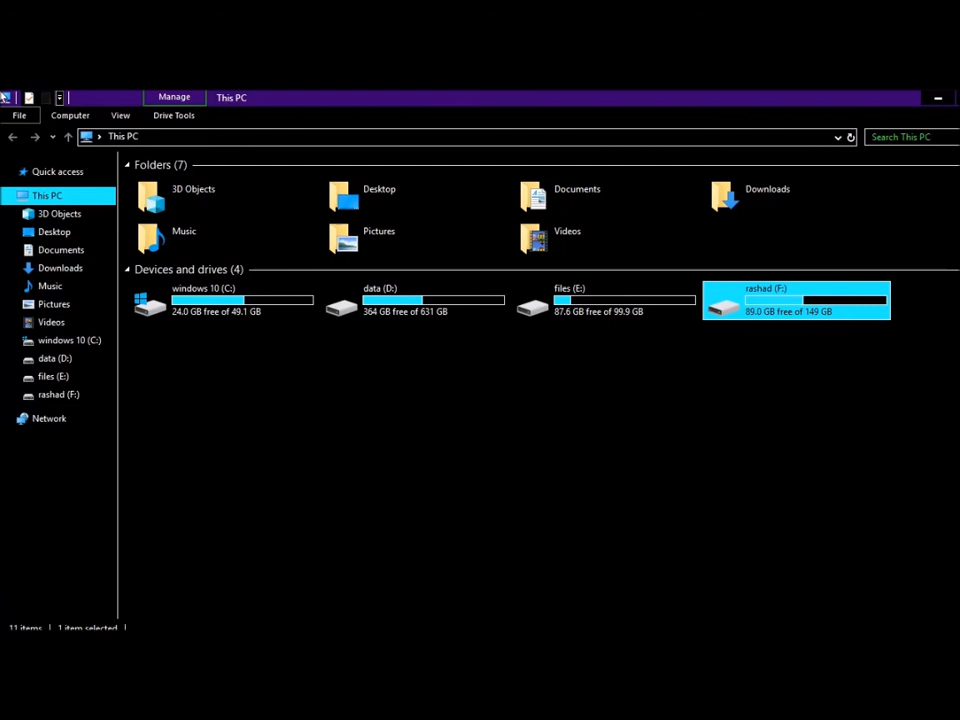 Manage This PC
File Computer View Drive Tools
This PC Search This PC
Quick access
This PC
3D Objects
Desktop
Documents
Downloads
Music
Pictures
Videos
windows 10 (C:)
data (D:)
files (E:)
rashad (F:)
Network
Folders (7)
3D Objects Desktop Documents Downloads
Music Pictures Videos
Devices and drives (4)
windows 10 (C:) data (D:) files (E:) rashad (F:)
24.0 GB free of 49.1 GB 364 GB free of 631 GB 87.6 GB free of 99.9 GB 89.0 GB free of 149 GB
11 items 1 item selected